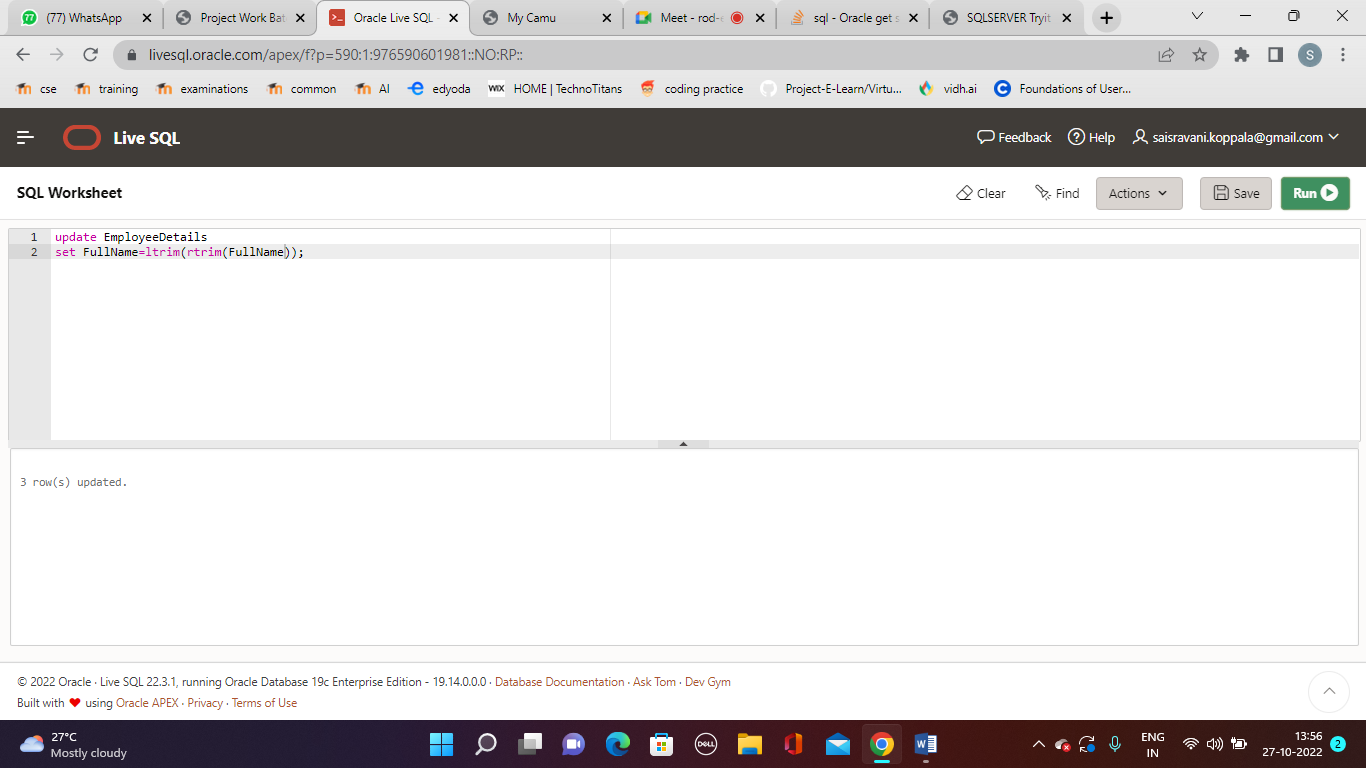 (77) WhatsApp
Project Work Bat
Oracle Live SQL -
My Camu
Meet - rod-e
sql - Oracle get s
SQLSERVER Tryit
livesql.oracle.com/apex/f?p=590:1:976590601981::NO:RP::
S
cse
training
examinations
common
AI
edyoda
WIX HOME | TechnoTitans
coding practice
Project-E-Learn/Virtu...
vidh.ai
Foundations of User...
Live SQL
Feedback
Help
saisravani.koppala@gmail.com
SQL Worksheet
Clear
Find
Actions
Save
Run
1 update EmployeeDetails
2 set FullName=ltrim(rtrim(FullName));
3 row(s) updated.
© 2022 Oracle · Live SQL 22.3.1, running Oracle Database 19c Enterprise Edition - 19.14.0.0.0 · Database Documentation · Ask Tom · Dev Gym
Built with ❤ using Oracle APEX · Privacy · Terms of Use
27°C
Mostly cloudy
DELL
W
ENG
IN
13:56
27-10-2022
2